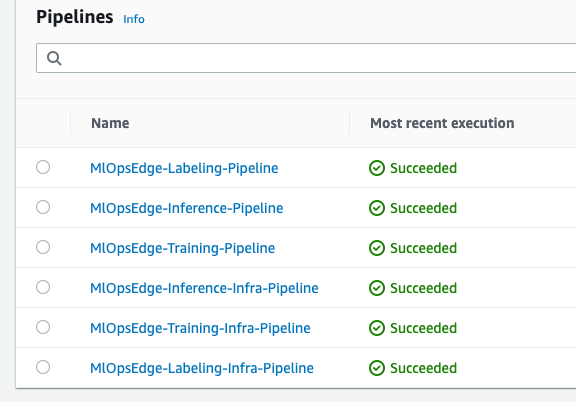 Pipelines Info
Name Most recent execution
MlOpsEdge-Labeling-Pipeline Succeeded
MlOpsEdge-Inference-Pipeline Succeeded
MlOpsEdge-Training-Pipeline Succeeded
MlOpsEdge-Inference-Infra-Pipeline Succeeded
MlOpsEdge-Training-Infra-Pipeline Succeeded
MlOpsEdge-Labeling-Infra-Pipeline Succeeded